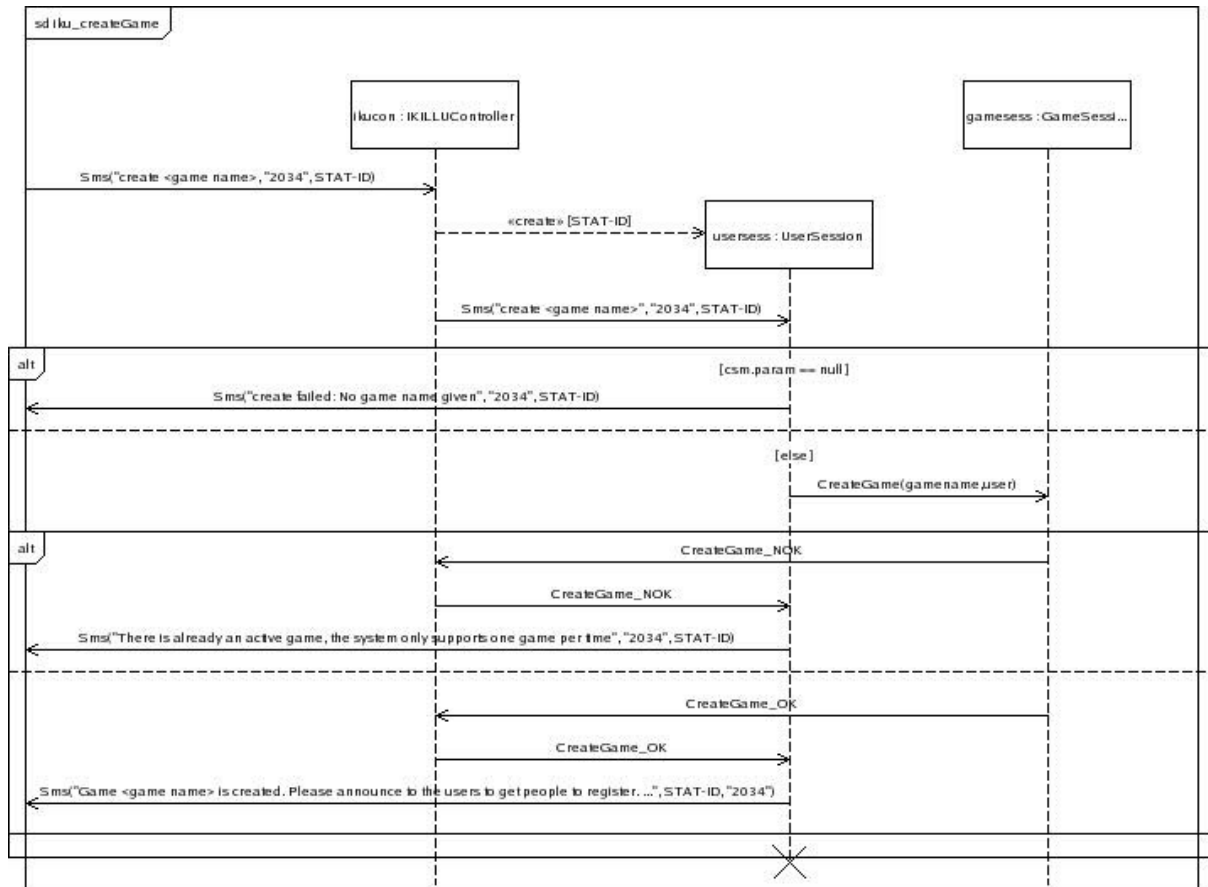 sd iku_createGame
ikucon : IKILLUController
gamesess : GameSessi...
Sms("create <game name>, "2034", STAT-ID)
«create» [STAT-ID]
usersess : UserSession
Sms("create <game name>", "2034", STAT-ID)
alt
[csm.param == null]
Sms("create failed: No game name given", "2034", STAT-ID)
[else]
CreateGame(gamename,user)
alt
CreateGame_NOK
CreateGame_NOK
Sms("There is already an active game, the system only supports one game per time", "2034", STAT-ID)
CreateGame_OK
CreateGame_OK
Sms("Game <game name> is created. Please announce to the users to get people to register. ...", STAT-ID, "2034")